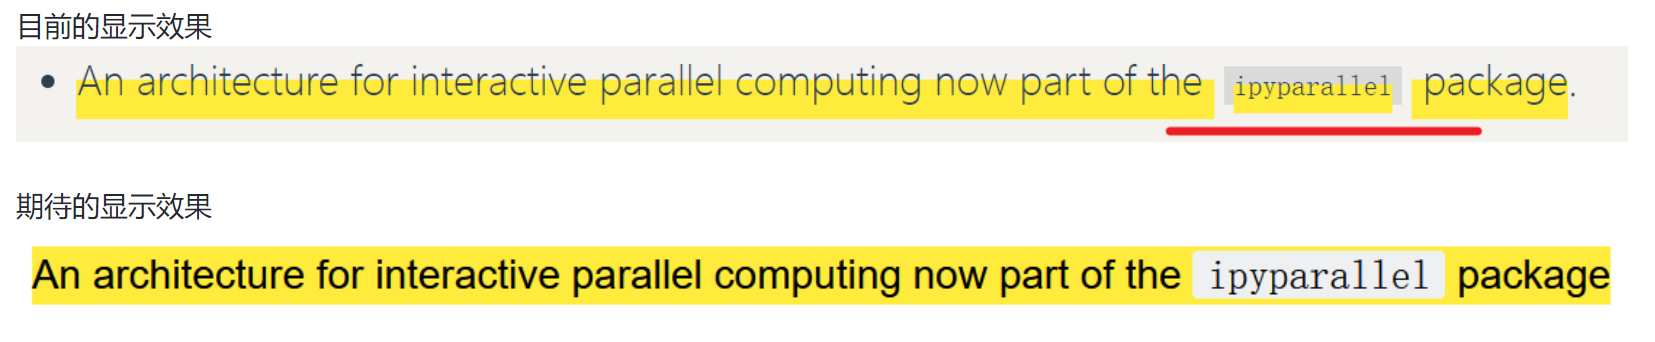 目前的显示效果
• An architecture for interactive parallel computing now part of the ipyparallel package.
期待的显示效果
An architecture for interactive parallel computing now part of the ipyparallel package